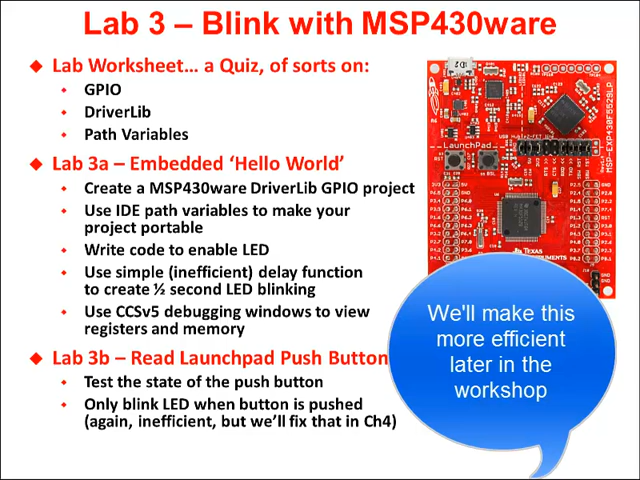 Lab 3 – Blink with MSP430ware
Lab Worksheet… a Quiz, of sorts on:
GPIO
DriverLib
Path Variables
Lab 3a – Embedded ‘Hello World’
Create a MSP430ware DriverLib GPIO project
Use IDE path variables to make your
project portable
Write code to enable LED
Use simple (inefficient) delay function
to create ½ second LED blinking
Use CCSv5 debugging windows to view
registers and memory
Lab 3b – Read Launchpad Push Button
Test the state of the push button
Only blink LED when button is pushed
(again, inefficient, but we’ll fix that in Ch4)
LaunchPad
MSP-EXP430F5529LP
TEXAS
We'll make this
more efficient
later in the
workshop